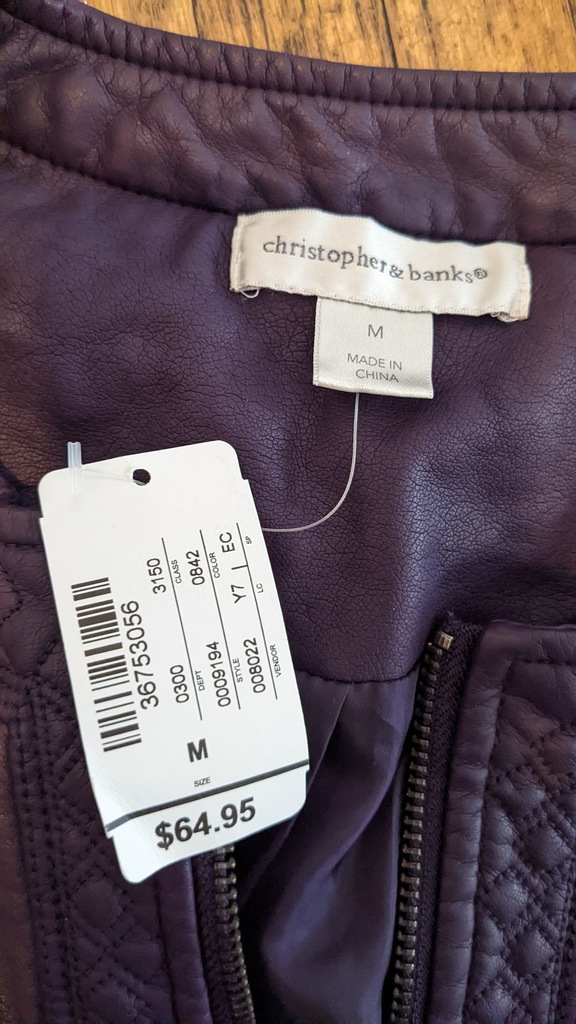 christopher & banks®
M
MADE IN
CHINA
36753056
0300 3150
DEPT CLASS
0009194 0842
STYLE COLOR
008022 Y7 EC
VENDOR LC SP
M
SIZE
$64.95